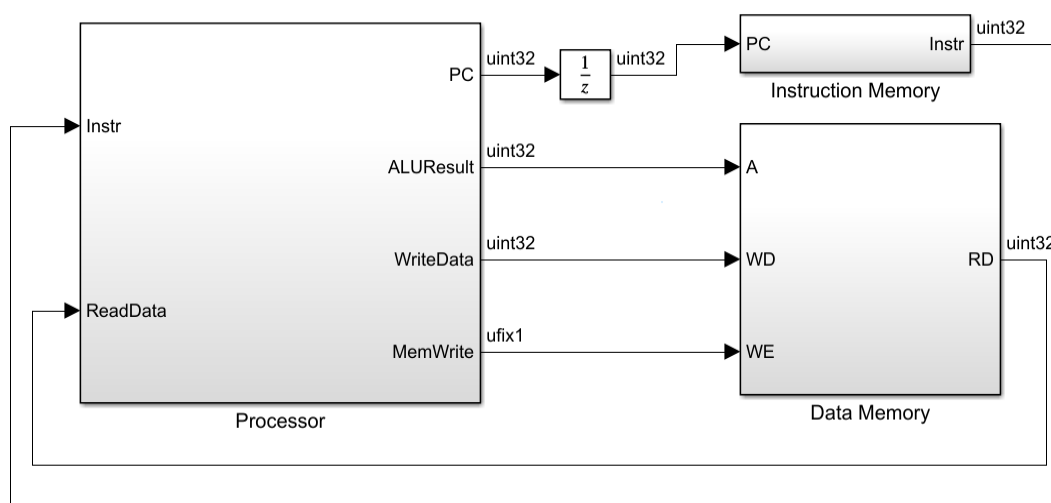 uint32
PC
uint32
1
z
uint32
PC
Instr
uint32
Instruction Memory
Instr
ALUResult
uint32
A
WriteData
uint32
WD
RD
uint32
ReadData
MemWrite
ufix1
WE
Processor
Data Memory